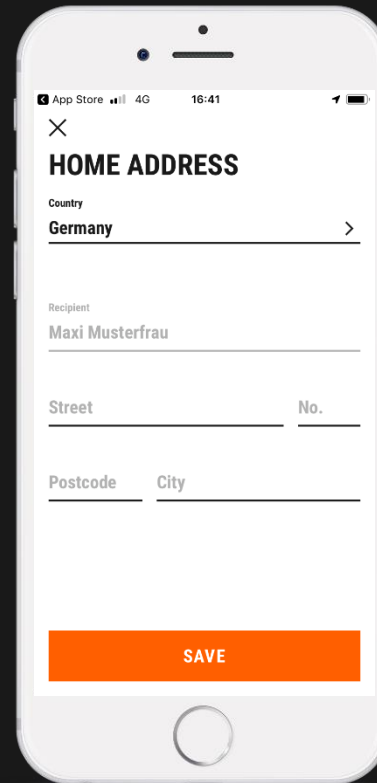 App Store 4G 16:41
HOME ADDRESS
Country
Germany
Recipient
Maxi Musterfrau
Street No.
Postcode City
SAVE